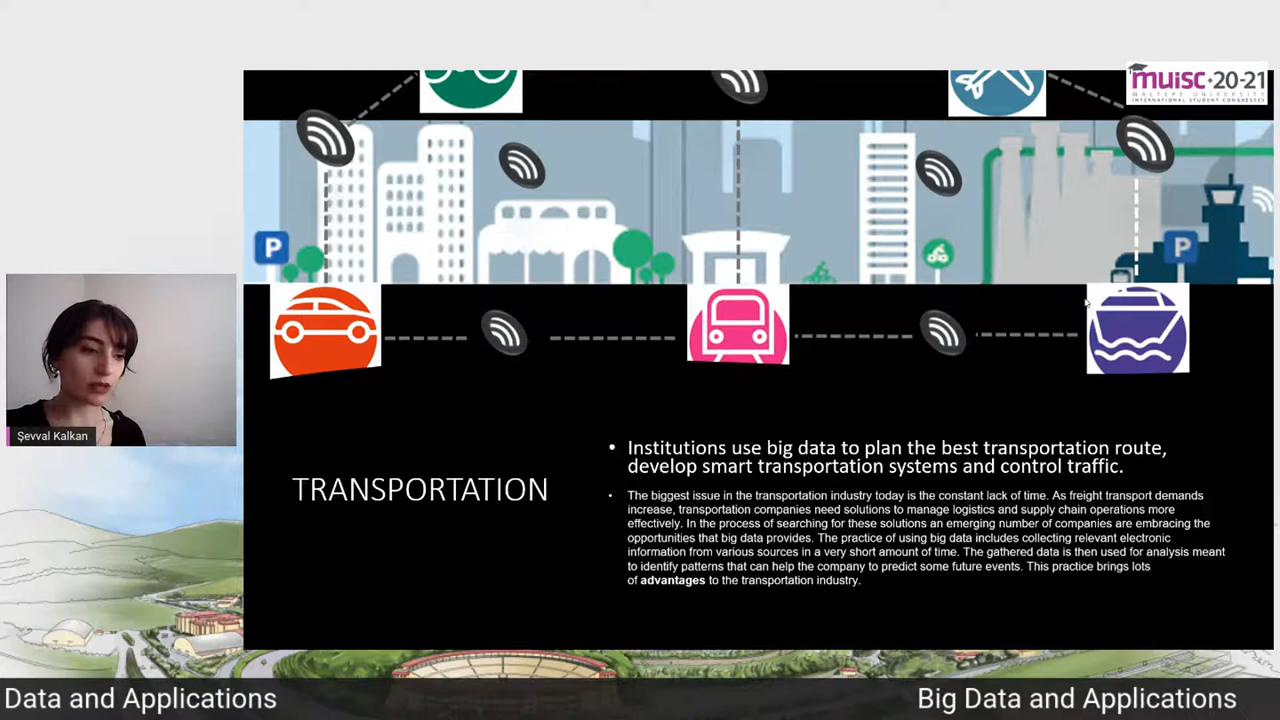 muisc•20-21
MALTEPE UNIVERSITY
INTERNATIONAL STUDENT CONGRESSES
P
P
Şevval Kalkan
TRANSPORTATION
• Institutions use big data to plan the best transportation route,
develop smart transportation systems and control traffic.
• The biggest issue in the transportation industry today is the constant lack of time. As freight transport demands
increase, transportation companies need solutions to manage logistics and supply chain operations more
effectively. In the process of searching for these solutions an emerging number of companies are embracing the
opportunities that big data provides. The practice of using big data includes collecting relevant electronic
information from various sources in a very short amount of time. The gathered data is then used for analysis meant
to identify patterns that can help the company to predict some future events. This practice brings lots
of advantages to the transportation industry.
Data and Applications
Big Data and Applications